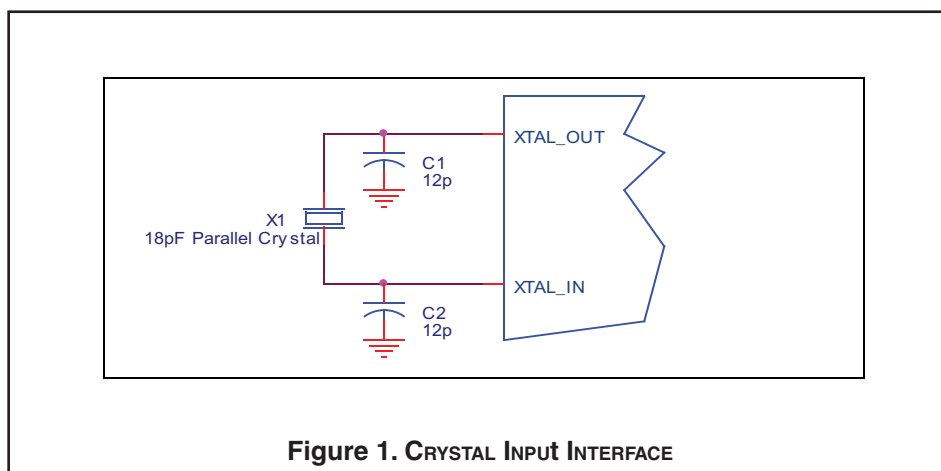 XTAL_OUT
C1
12p
X1
18pF Parallel Crystal
XTAL_IN
C2
12p
Figure 1. CRYSTAL INPUt INTERFACE